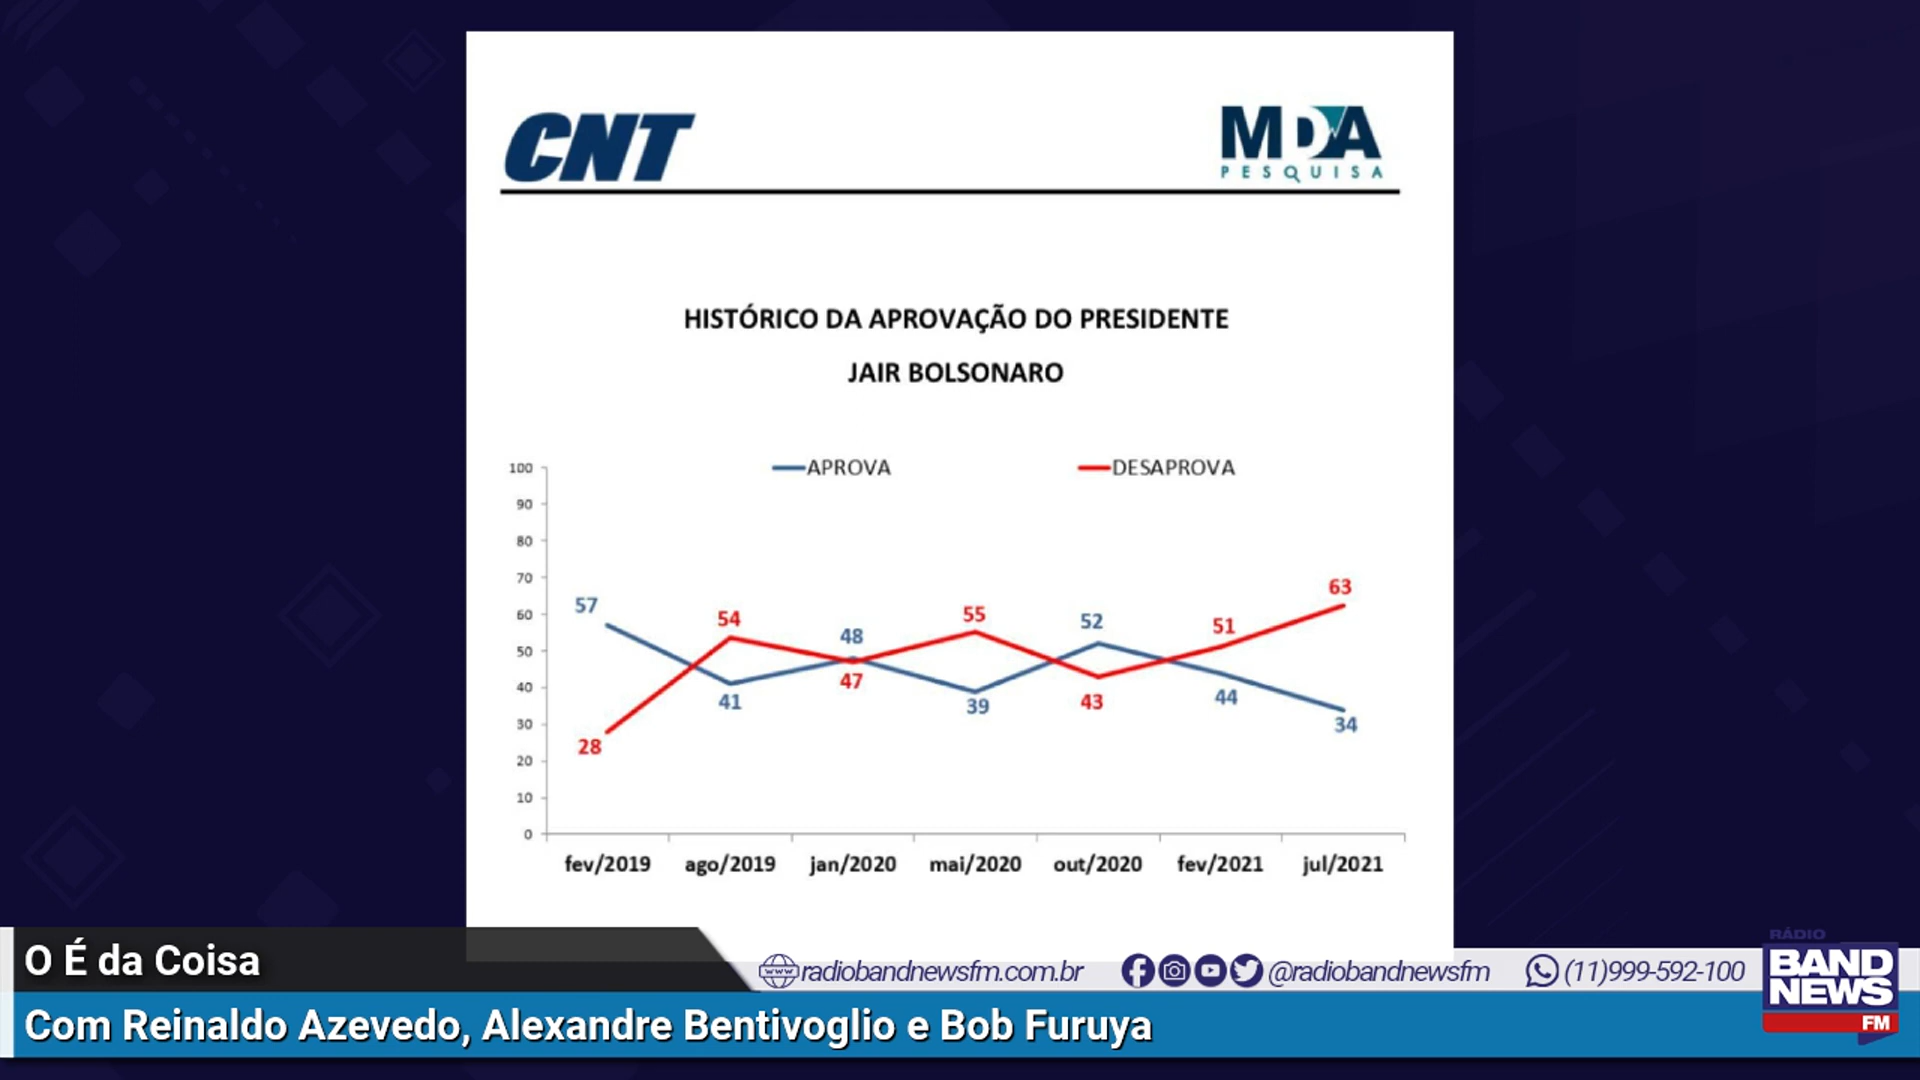 CNT
MDA
PESQUISA
HISTÓRICO DA APROVAÇÃO DO PRESIDENTE
JAIR BOLSONARO
APROVA DESAPROVA
100
90
80
70
60
50
40
30
20
10
0
57 41 48 39 52 44 34
28 54 47 55 43 51 63
fev/2019 ago/2019 jan/2020 mai/2020 out/2020 fev/2021 jul/2021
O É da Coisa
www radiobandnewsfm.com.br @radiobandnewsfm (11)999-592-100
Com Reinaldo Azevedo, Alexandre Bentivoglio e Bob Furuya
RÁDIO
BAND
NEWS
FM